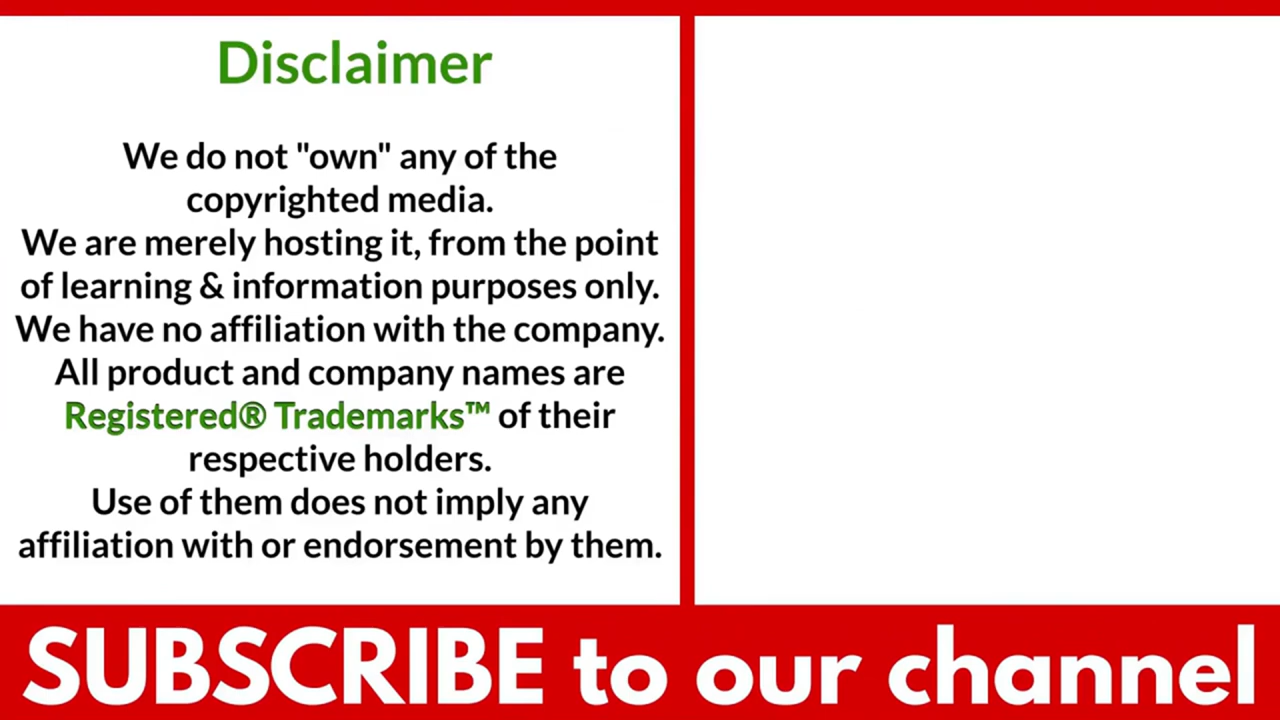 Disclaimer
We do not "own" any of the
copyrighted media.
We are merely hosting it, from the point
of learning & information purposes only.
We have no affiliation with the company.
All product and company names are
Registered® Trademarks™ of their
respective holders.
Use of them does not imply any
affiliation with or endorsement by them.
SUBSCRIBE to our channel